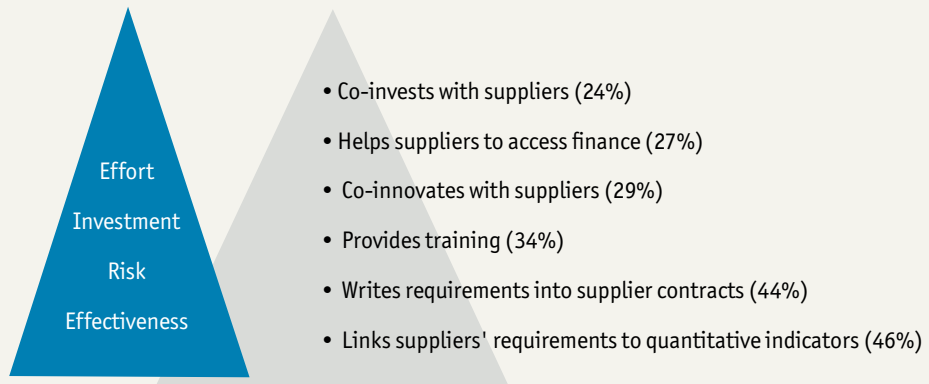 Effort
Investment
Risk
Effectiveness
• Co-invests with suppliers (24%)
• Helps suppliers to access finance (27%)
• Co-innovates with suppliers (29%)
• Provides training (34%)
• Writes requirements into supplier contracts (44%)
• Links suppliers' requirements to quantitative indicators (46%)